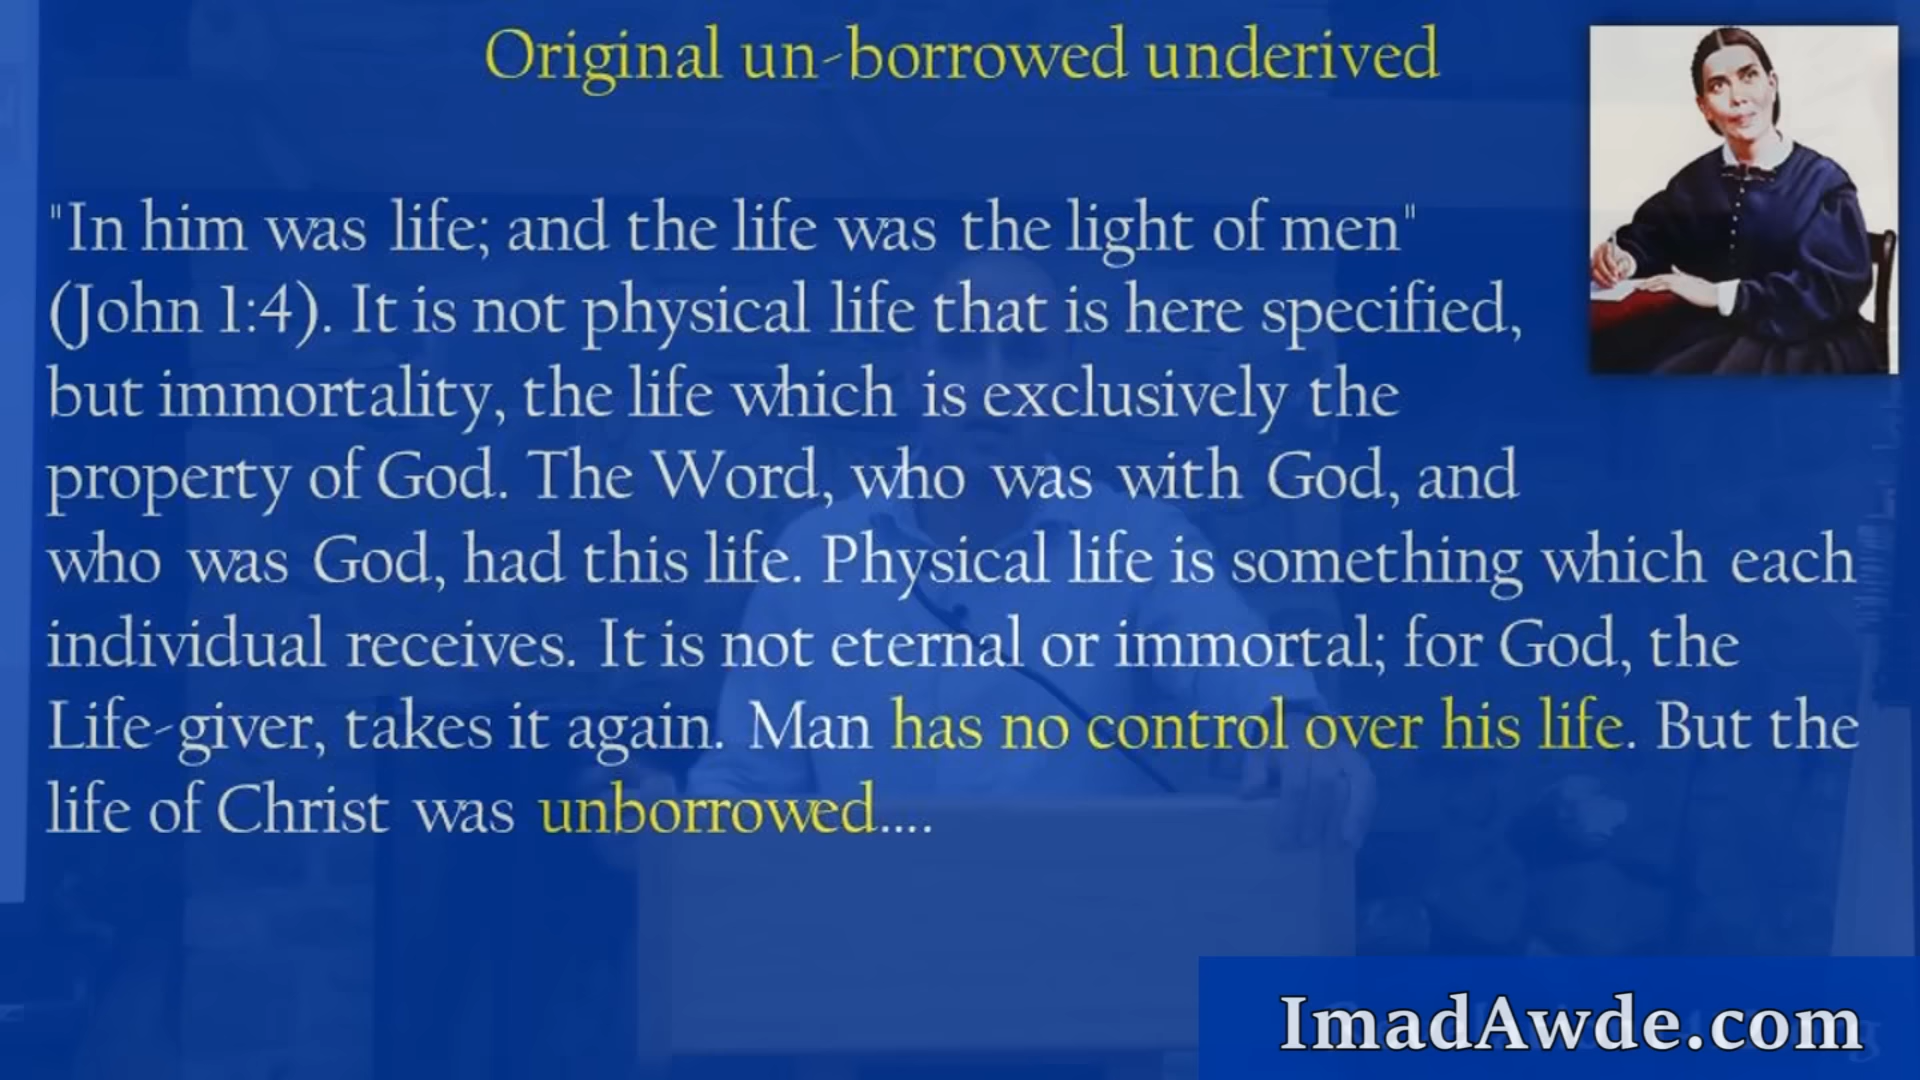 Original un-borrowed underived
"In him was life; and the life was the light of men"
(John 1:4). It is not physical life that is here specified,
but immortality, the life which is exclusively the
property of God. The Word, who was with God, and
who was God, had this life. Physical life is something which each
individual receives. It is not eternal or immortal; for God, the
Life-giver, takes it again. Man has no control over his life. But the
life of Christ was unborrowed....
ImadAwde.com